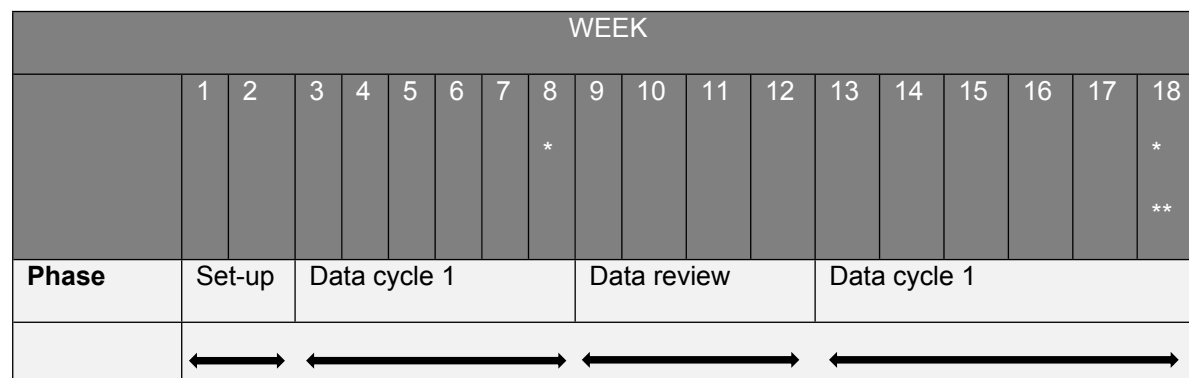 WEEK
1 2 3 4 5 6 7 8 9 10 11 12 13 14 15 16 17 18
* *
**
Phase Set-up Data cycle 1 Data review Data cycle 1